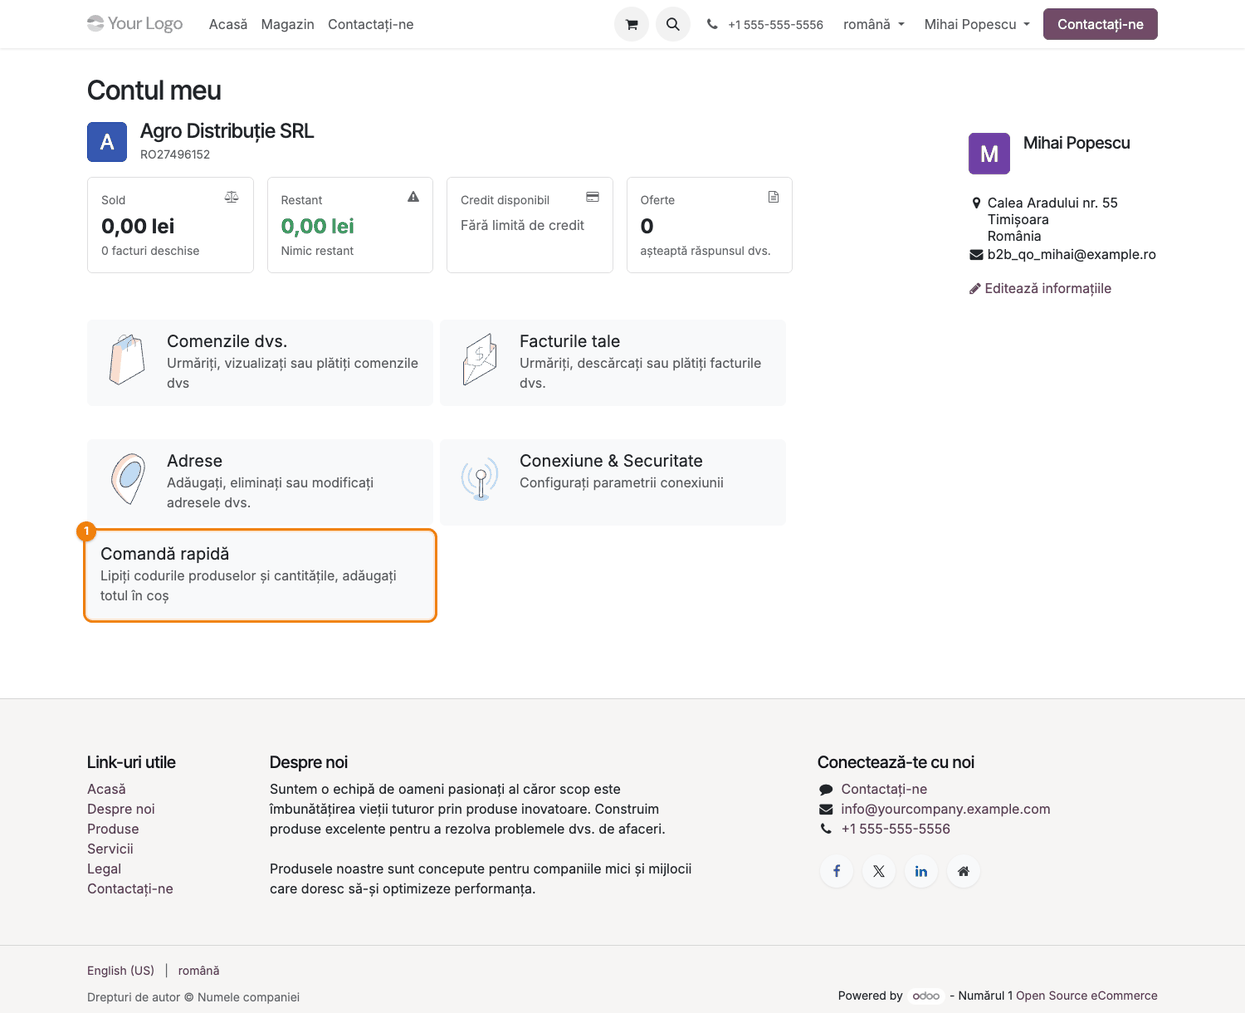 Your Logo
Acasă
Magazin
Contactați-ne
+1 555-555-5556
română
Mihai Popescu
Contactați-ne
Contul meu
A
Agro Distribuție SRL
RO27496152
Sold
0,00 lei
0 facturi deschise
Restant
0,00 lei
Nimic restant
Credit disponibil
Fără limită de credit
Oferte
0
așteaptă răspunsul dvs.
M
Mihai Popescu
Calea Aradului nr. 55
Timișoara
România
b2b_qo_mihai@example.ro
Editează informațiile
Comenzile dvs.
Urmăriți, vizualizați sau plătiți comenzile
dvs
Facturile tale
Urmăriți, descărcați sau plătiți facturile
dvs.
Adrese
Adăugați, eliminați sau modificați
adresele dvs.
Conexiune & Securitate
Configurați parametrii conexiunii
1
Comandă rapidă
Lipiți codurile produselor și cantitățile, adăugați
totul în coș
Link-uri utile
Acasă
Despre noi
Produse
Servicii
Legal
Contactați-ne
Despre noi
Suntem o echipă de oameni pasionați al căror scop este
îmbunătățirea vieții tuturor prin produse inovatoare. Construim
produse excelente pentru a rezolva problemele dvs. de afaceri.
Produsele noastre sunt concepute pentru companiile mici și mijlocii
care doresc să-și optimizeze performanța.
Conectează-te cu noi
Contactați-ne
info@yourcompany.example.com
+1 555-555-5556
English (US) | română
Drepturi de autor © Numele companiei
Powered by odoo - Numărul 1 Open Source eCommerce